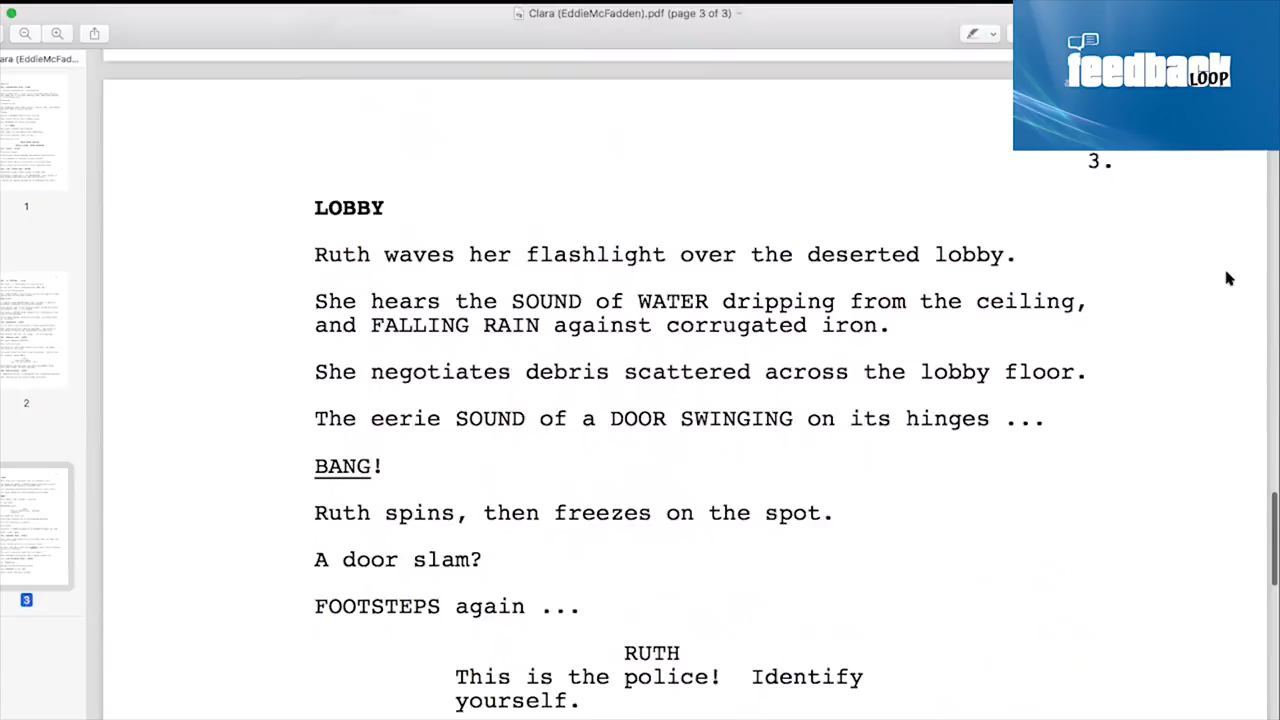 Clara (EddieMcFadden).pdf (page 3 of 3)
ara (EddieMcFad...
feedback
LOOP
1
2
3
3.
LOBBY
Ruth waves her flashlight over the deserted lobby.
She hears the SOUND of WATER dripping from the ceiling,
and FALLING RAIN against corrugated iron.
She negotiates debris scattered across the lobby floor.
The eerie SOUND of a DOOR SWINGING on its hinges ...
BANG!
Ruth spins, then freezes on the spot.
A door slam?
FOOTSTEPS again ...
RUTH
This is the police!  Identify
yourself.